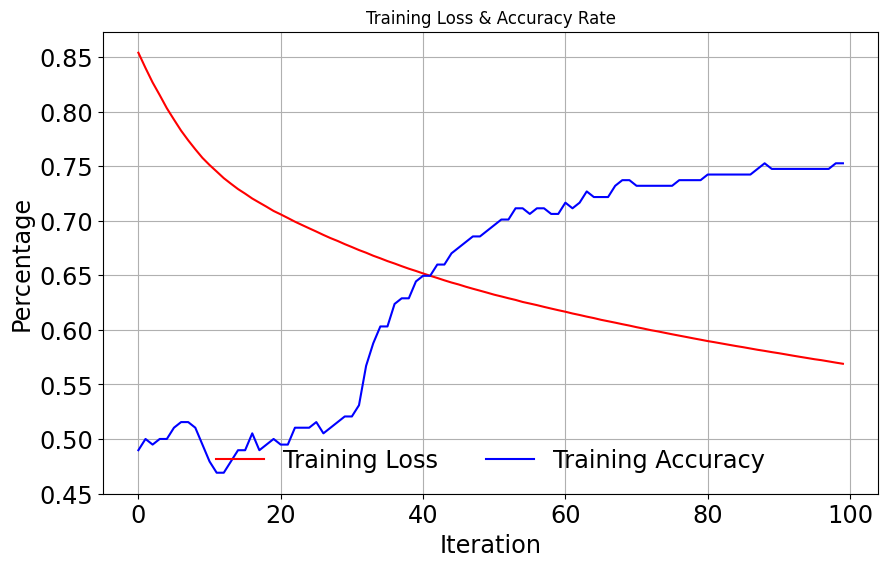 Training Loss & Accuracy Rate
0.85
0.80
0.75
0.70
0.65
0.60
0.55
0.50
0.45
Percentage
Training Loss
Training Accuracy
0 20 40 60 80 100
Iteration